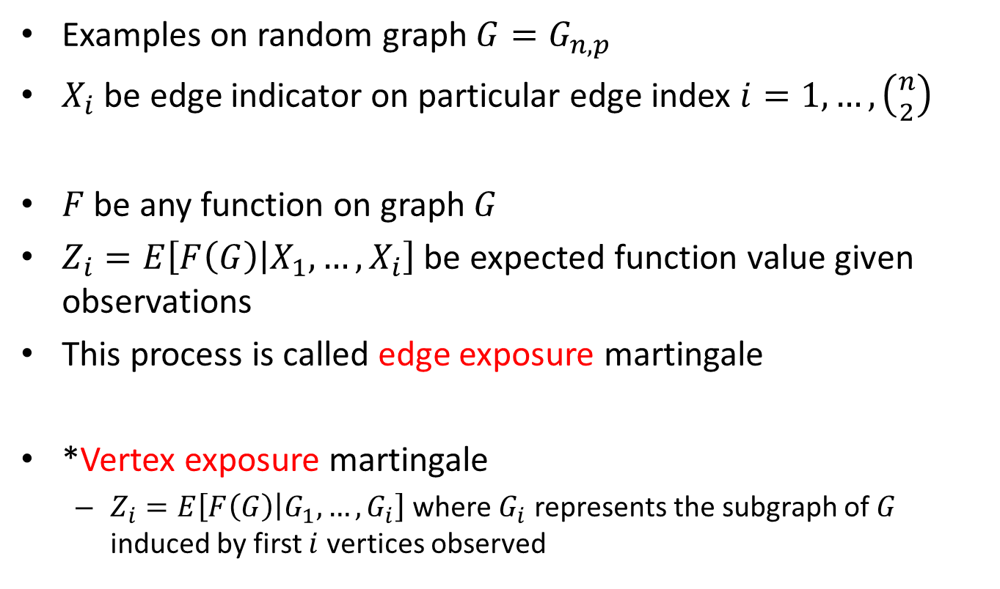 • Examples on random graph $G = G_{n,p}$
• $X_i$ be edge indicator on particular edge index $i = 1, \dots, \binom{n}{2}$
• $F$ be any function on graph $G$
• $Z_i = E[F(G)|X_1, \dots, X_i]$ be expected function value given
observations
• This process is called edge exposure martingale
• *Vertex exposure martingale
– $Z_i = E[F(G)|G_1, \dots, G_i]$ where $G_i$ represents the subgraph of $G$
induced by first $i$ vertices observed